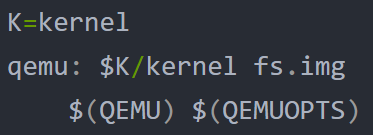 K=kernel
qemu: $K/kernel fs.img
    $(QEMU) $(QEMUOPTS)